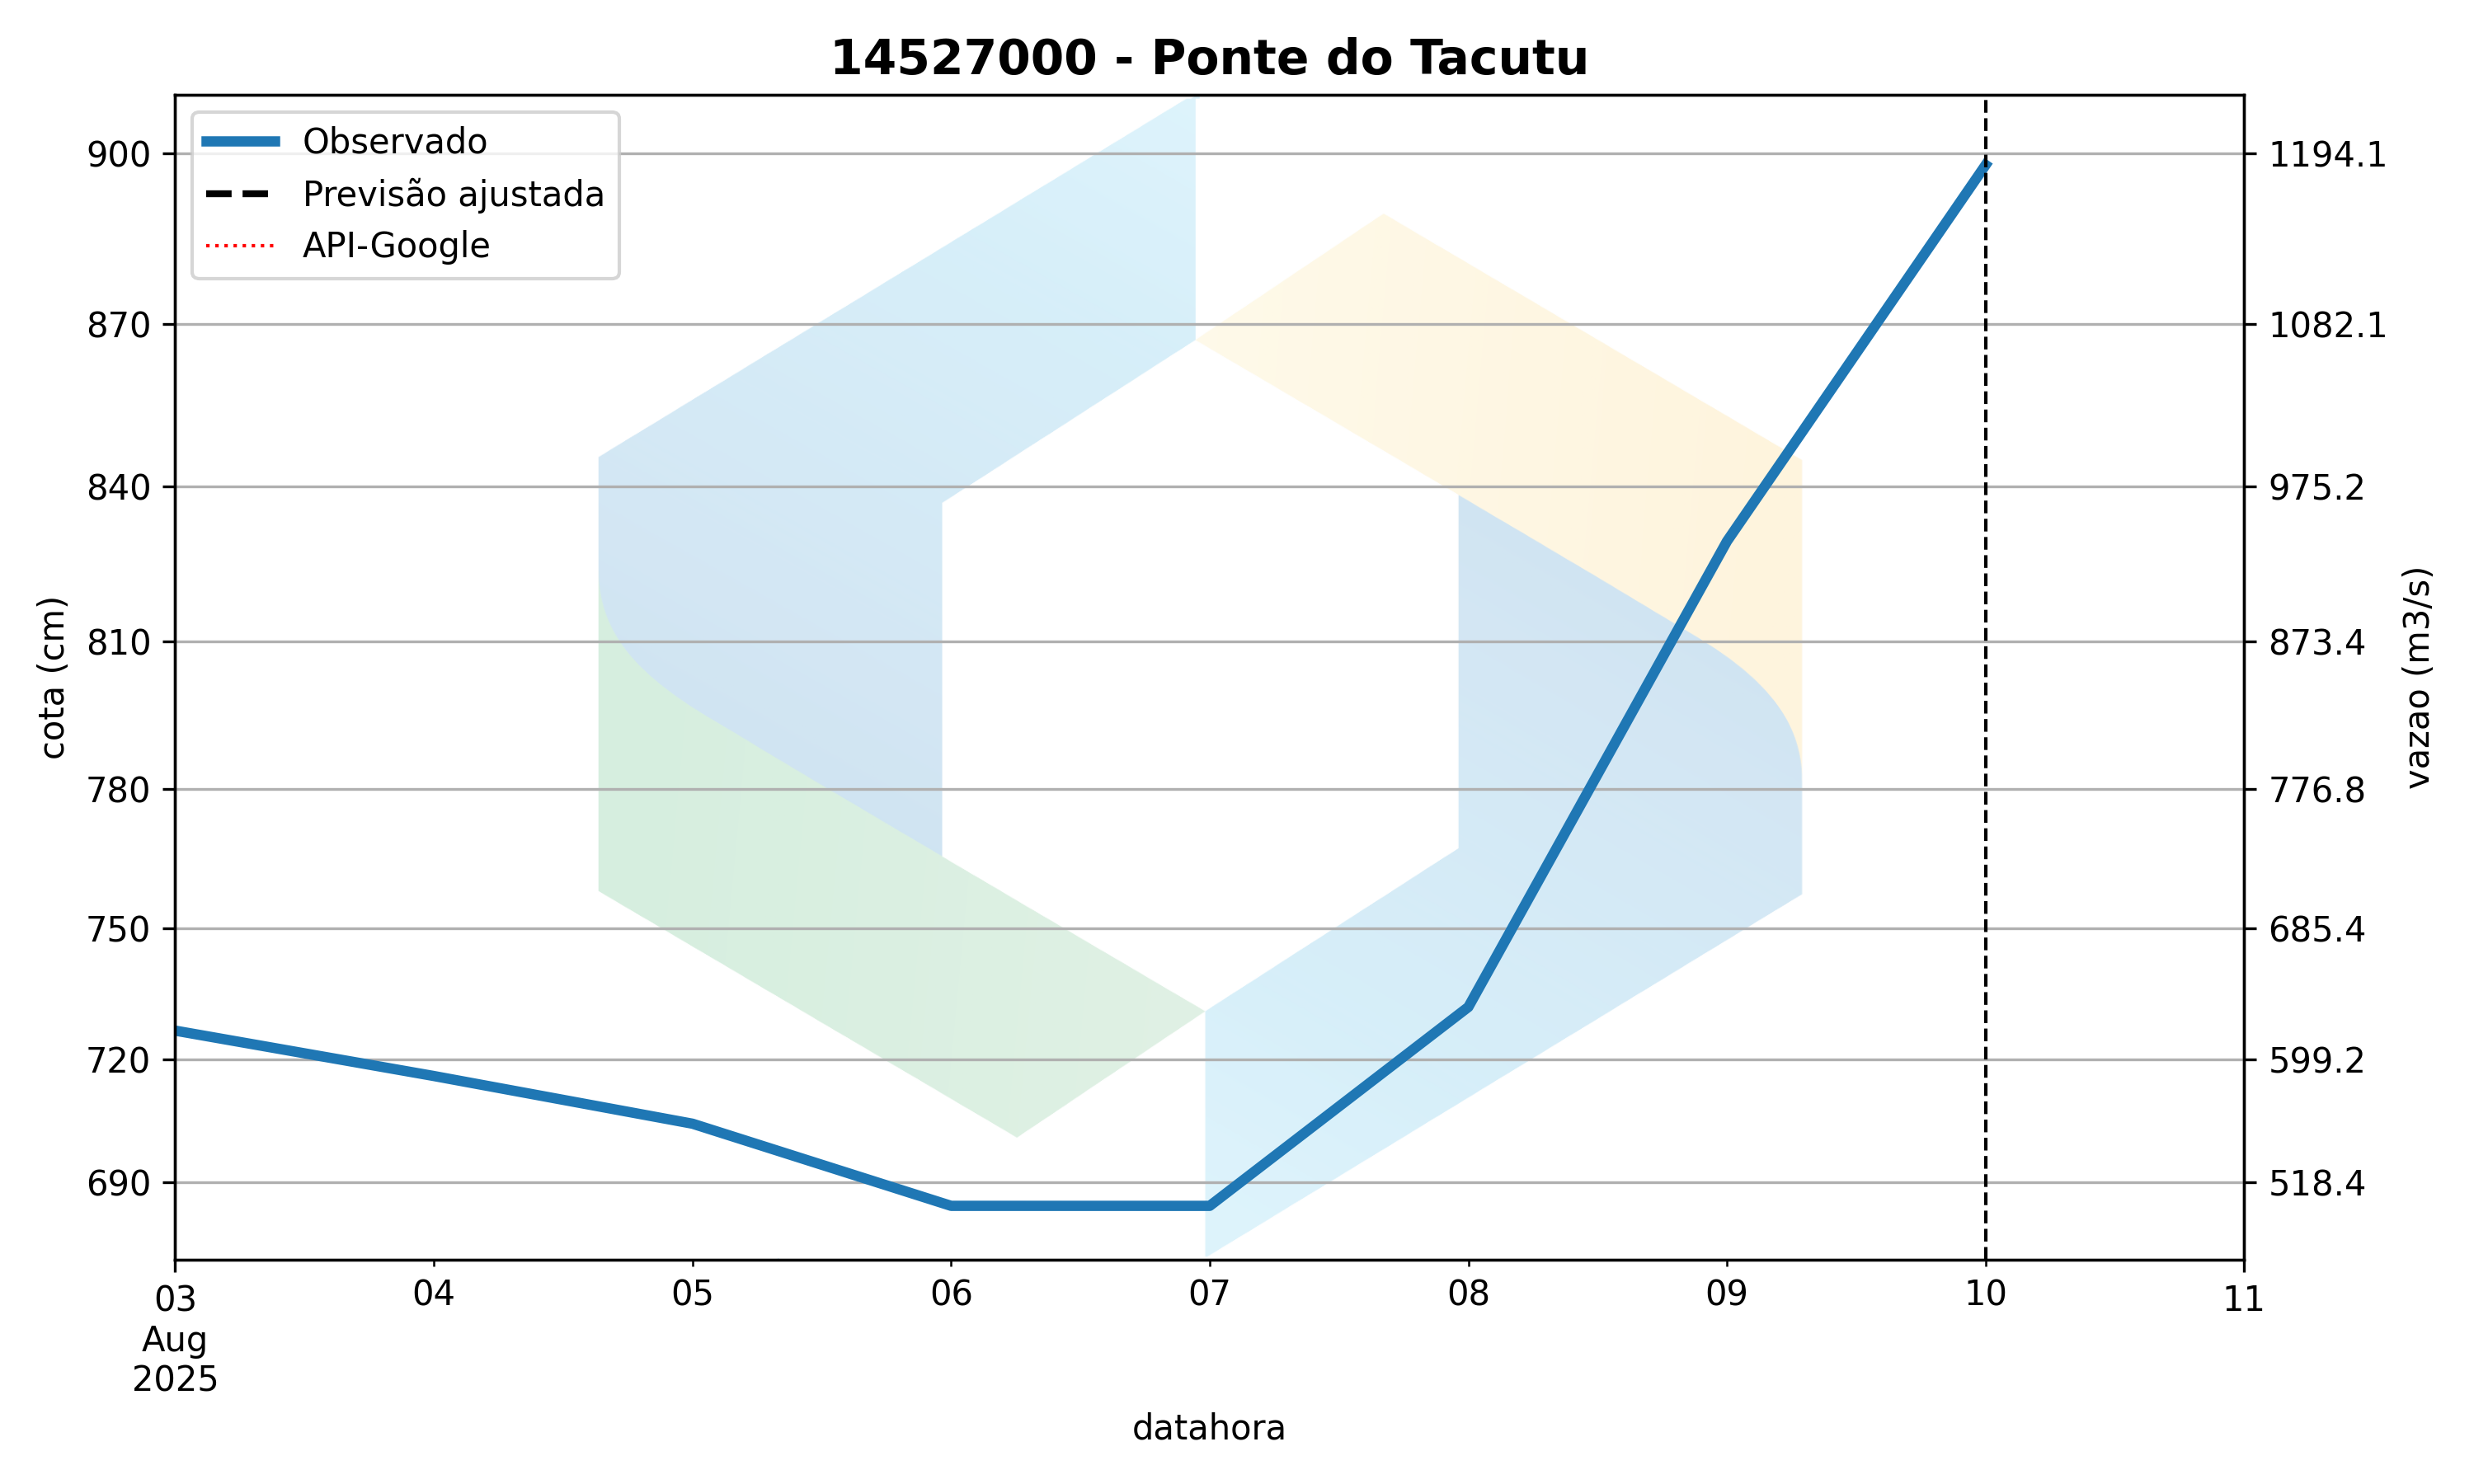 14527000 - Ponte do Tacutu
Observado
Previsão ajustada
API-Google
900
870
840
810
780
750
720
690
cota (cm)
1194.1
1082.1
975.2
873.4
776.8
685.4
599.2
518.4
vazao (m3/s)
03 04 05 06 07 08 09 10 11
Aug
2025
datahora